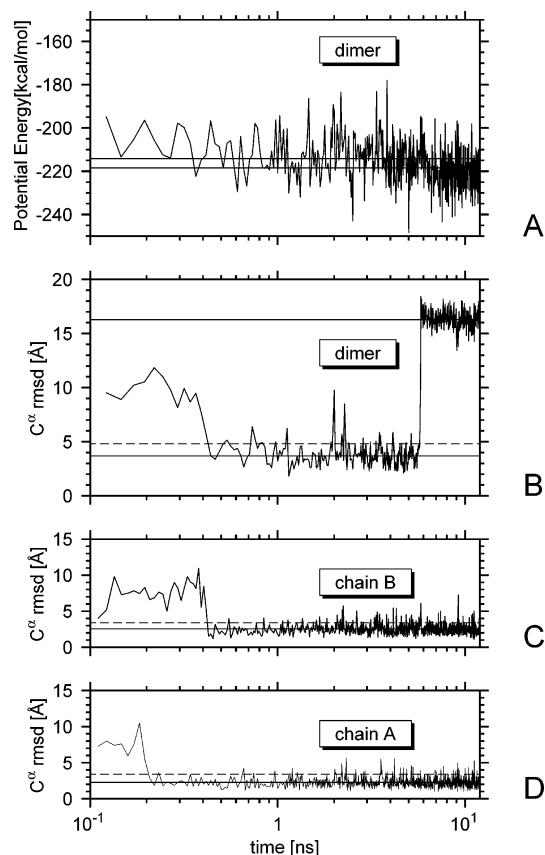 -160
-180
-200
-220
-240
Potential Energy[kcal/mol]
dimer
A
20
15
10
5
0
Cα rmsd [Å]
dimer
B
15
10
5
0
Cα rmsd [Å]
chain B
C
15
10
5
0
Cα rmsd [Å]
chain A
D
10-1
1
101
time [ns]